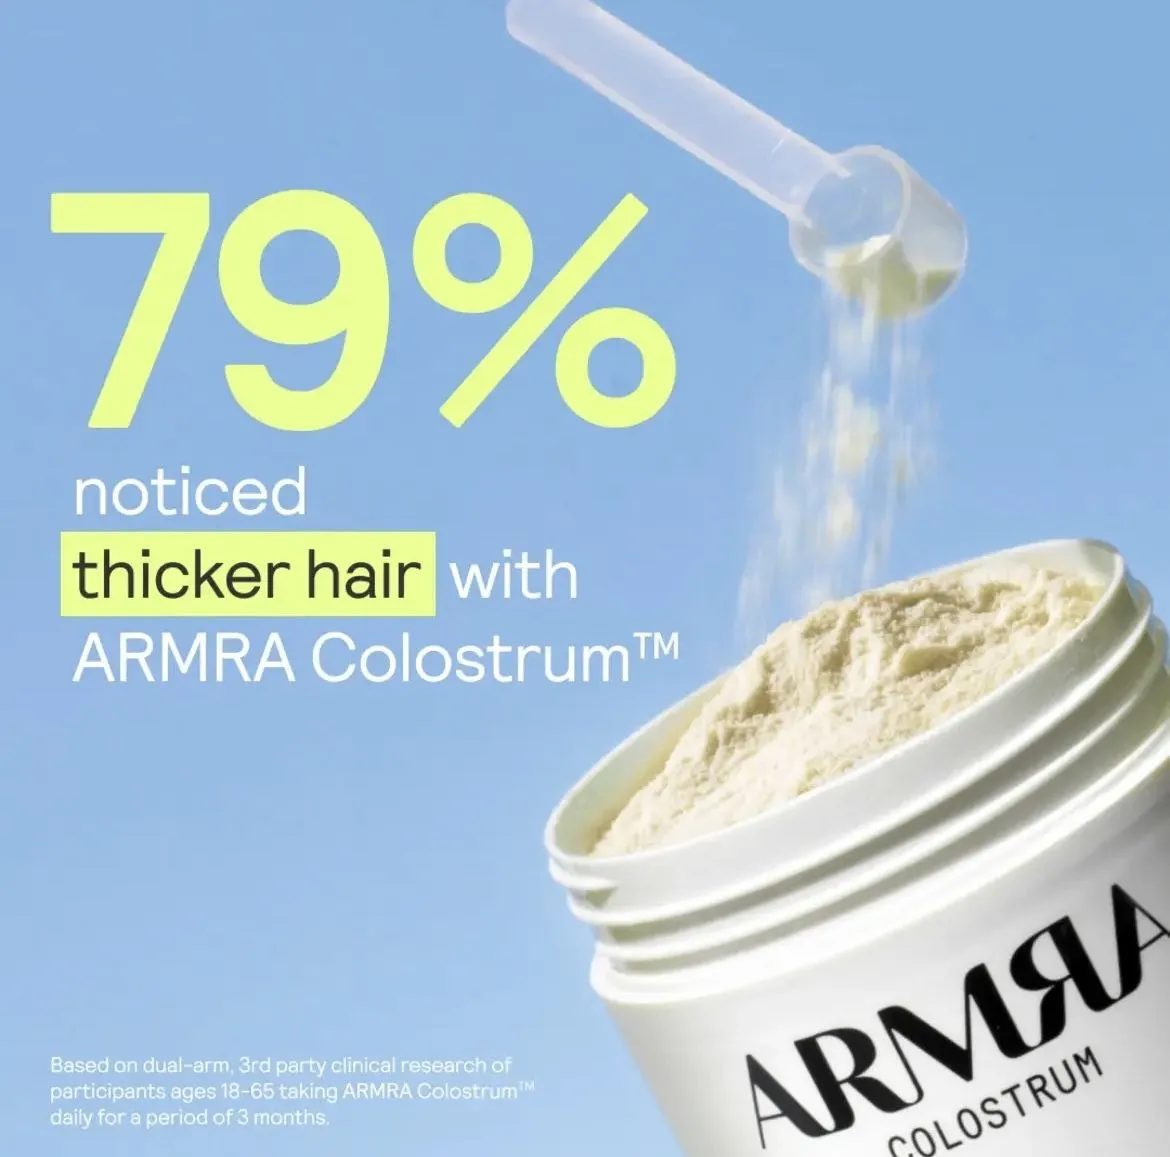 79%
noticed
thicker hair with
ARMRA Colostrum™
Based on dual-arm, 3rd party clinical research of
participants ages 18-65 taking ARMRA Colostrum™
daily for a period of 3 months.
ARMRA
COLOSTRUM